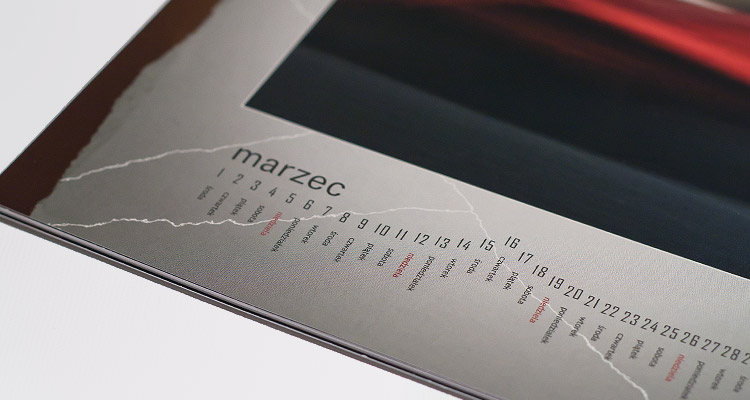 marzec
1 2 3 4 5 6 7 8 9 10 11 12 13 14 15 16 17 18 19 20 21 22 23 24 25 26 27 28 2
środa czwartek piątek sobota niedziela poniedziałek wtorek środa czwartek piątek sobota niedziela poniedziałek wtorek środa czwartek piątek sobota niedziela poniedziałek wtorek środa czwartek piątek sobota niedziela poniedziałek wtorek środa